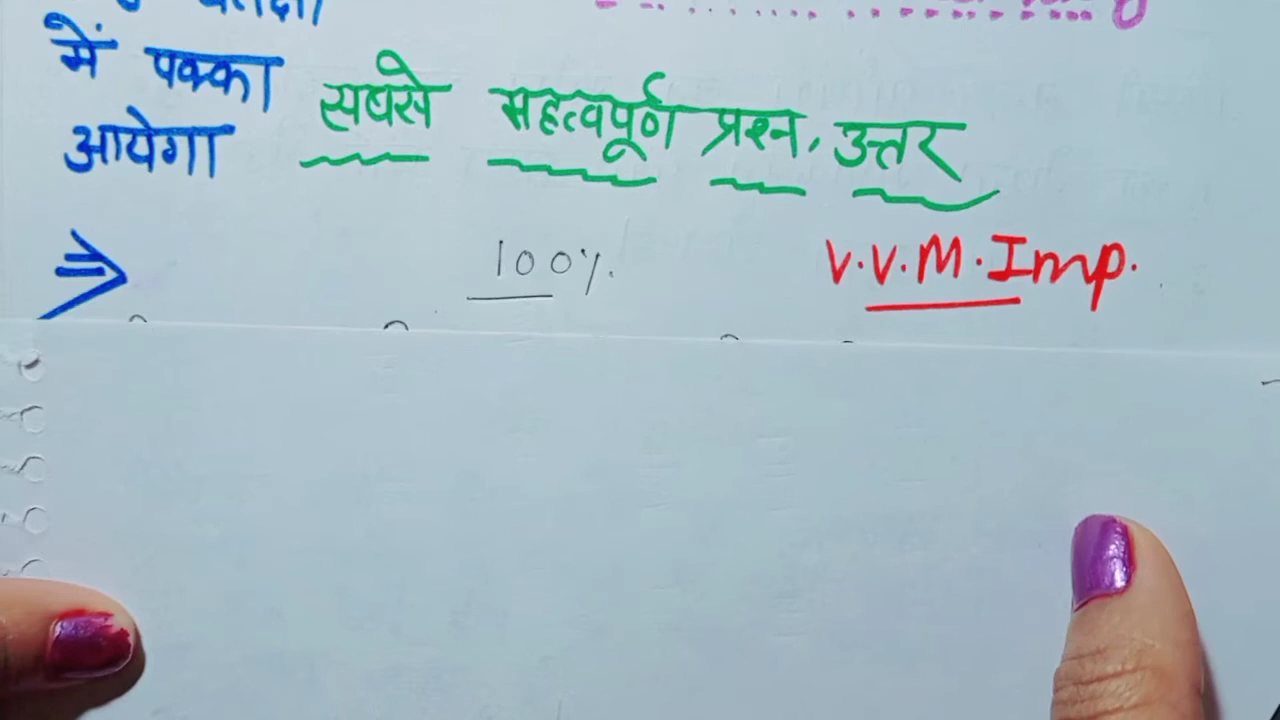 में पक्का
आयेगा
सबसे महत्वपूर्ण प्रश्न, उत्तर
100%.
V.V.M.Imp.